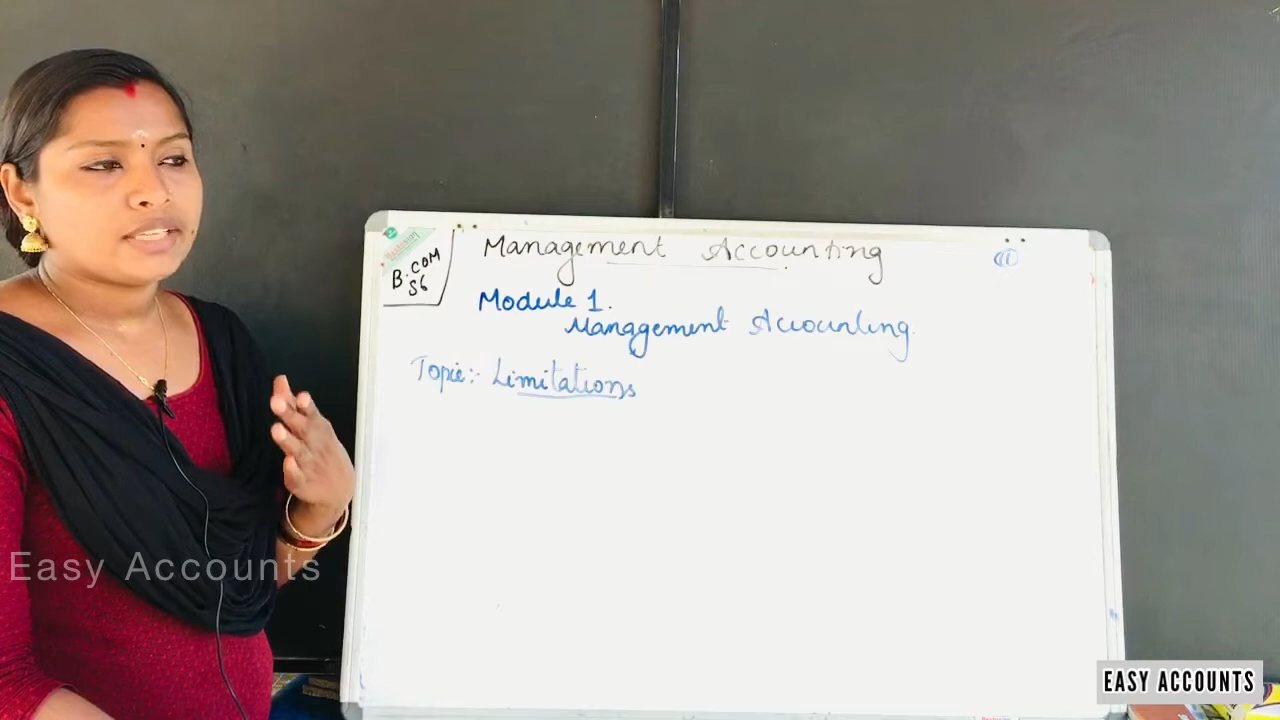 B.COM
S6
Management Accounting
Module 1.
Management Accounting.
Topic:- Limitations
Easy Accounts
EASY ACCOUNTS